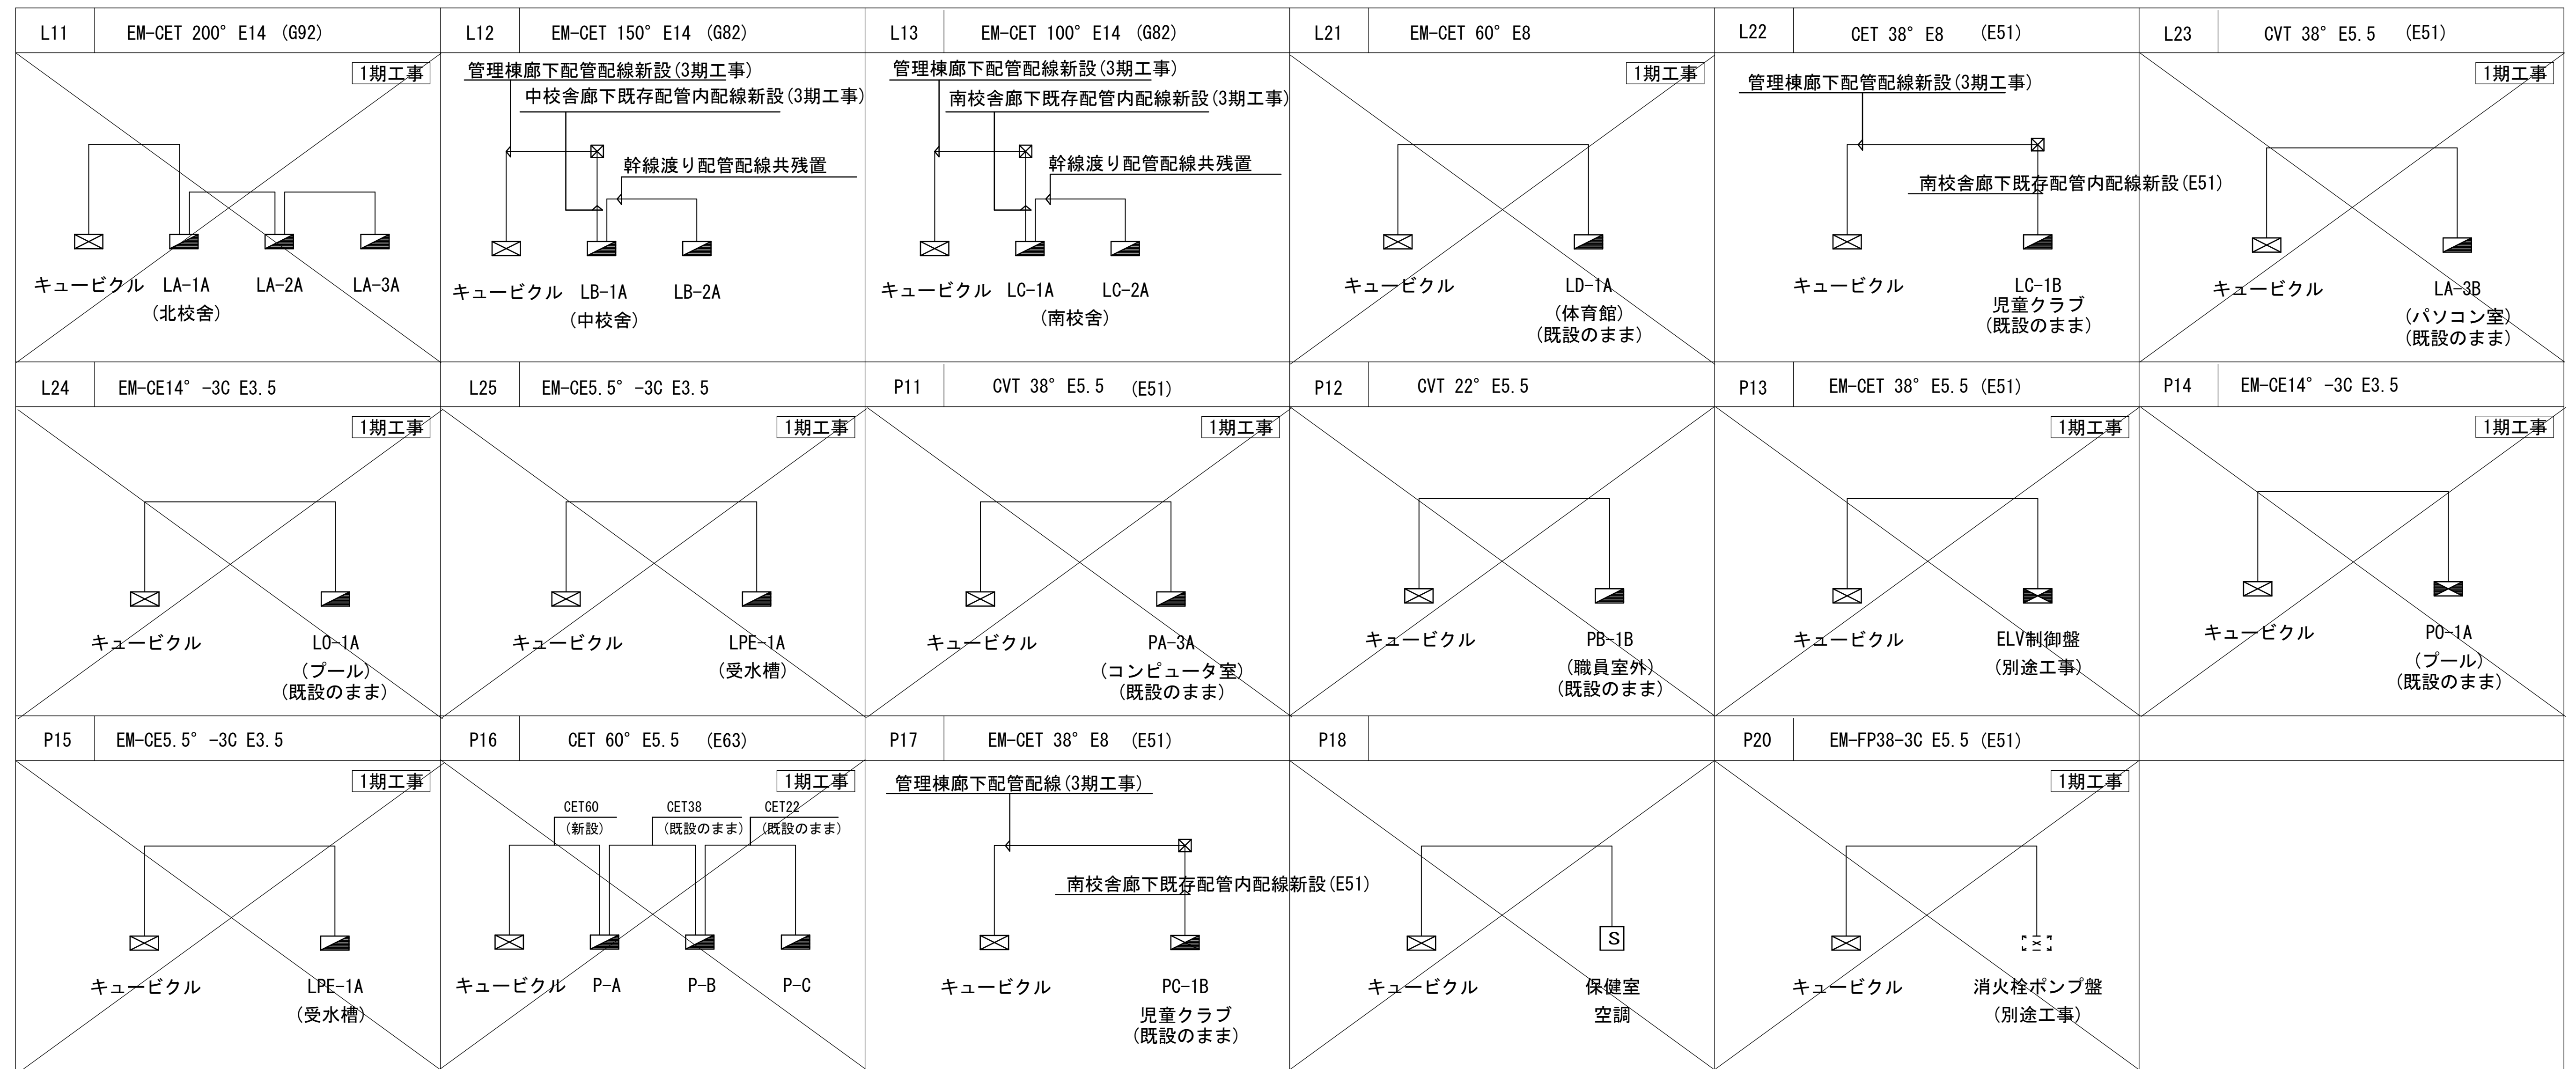 L11 EM-CET 200° E14 (G92)
1期工事
キュービクル LA-1A LA-2A LA-3A
(北校舎)
L12 EM-CET 150° E14 (G82)
管理棟廊下配管配線新設(3期工事)
中校舎廊下既存配管内配線新設(3期工事)
幹線渡り配管配線共残置
キュービクル LB-1A LB-2A
(中校舎)
L13 EM-CET 100° E14 (G82)
管理棟廊下配管配線新設(3期工事)
南校舎廊下既存配管内配線新設(3期工事)
幹線渡り配管配線共残置
キュービクル LC-1A LC-2A
(南校舎)
L21 EM-CET 60° E8
1期工事
キュービクル LD-1A
(体育館)
(既設のまま)
L22 CET 38° E8 (E51)
管理棟廊下配管配線新設(3期工事)
南校舎廊下既存配管内配線新設(E51)
キュービクル LC-1B
児童クラブ
(既設のまま)
L23 CVT 38° E5.5 (E51)
1期工事
キュービクル LA-3B
(パソコン室)
(既設のまま)
L24 EM-CE14° -3C E3.5
1期工事
キュービクル LO-1A
(プール)
(既設のまま)
L25 EM-CE5.5° -3C E3.5
1期工事
キュービクル LPE-1A
(受水槽)
P11 CVT 38° E5.5 (E51)
1期工事
キュービクル PA-3A
(コンピュータ室)
(既設のまま)
P12 CVT 22° E5.5
キュービクル PB-1B
(職員室外)
(既設のまま)
P13 EM-CET 38° E5.5 (E51)
1期工事
キュービクル ELV制御盤
(別途工事)
P14 EM-CE14° -3C E3.5
1期工事
キュービクル PO-1A
(プール)
(既設のまま)
P15 EM-CE5.5° -3C E3.5
1期工事
キュービクル LPE-1A
(受水槽)
P16 CET 60° E5.5 (E63)
1期工事
CET60 CET38 CET22
(新設) (既設のまま) (既設のまま)
キュービクル P-A P-B P-C
P17 EM-CET 38° E8 (E51)
管理棟廊下配管配線(3期工事)
南校舎廊下既存配管内配線新設(E51)
キュービクル PC-1B
児童クラブ
(既設のまま)
P18
S
キュービクル 保健室
空調
P20 EM-FP38-3C E5.5 (E51)
1期工事
キュービクル 消火栓ポンプ盤
(別途工事)